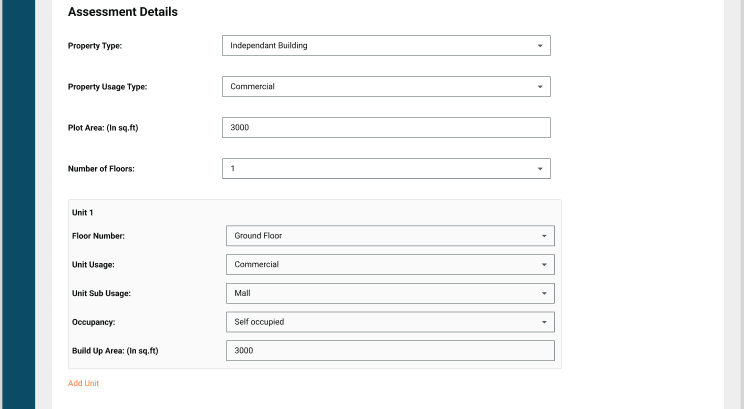 Assessment Details
Property Type: Independant Building
Property Usage Type: Commercial
Plot Area: (In sq.ft) 3000
Number of Floors: 1
Unit 1
Floor Number: Ground Floor
Unit Usage: Commercial
Unit Sub Usage: Mall
Occupancy: Self occupied
Build Up Area: (In sq.ft) 3000
Add Unit